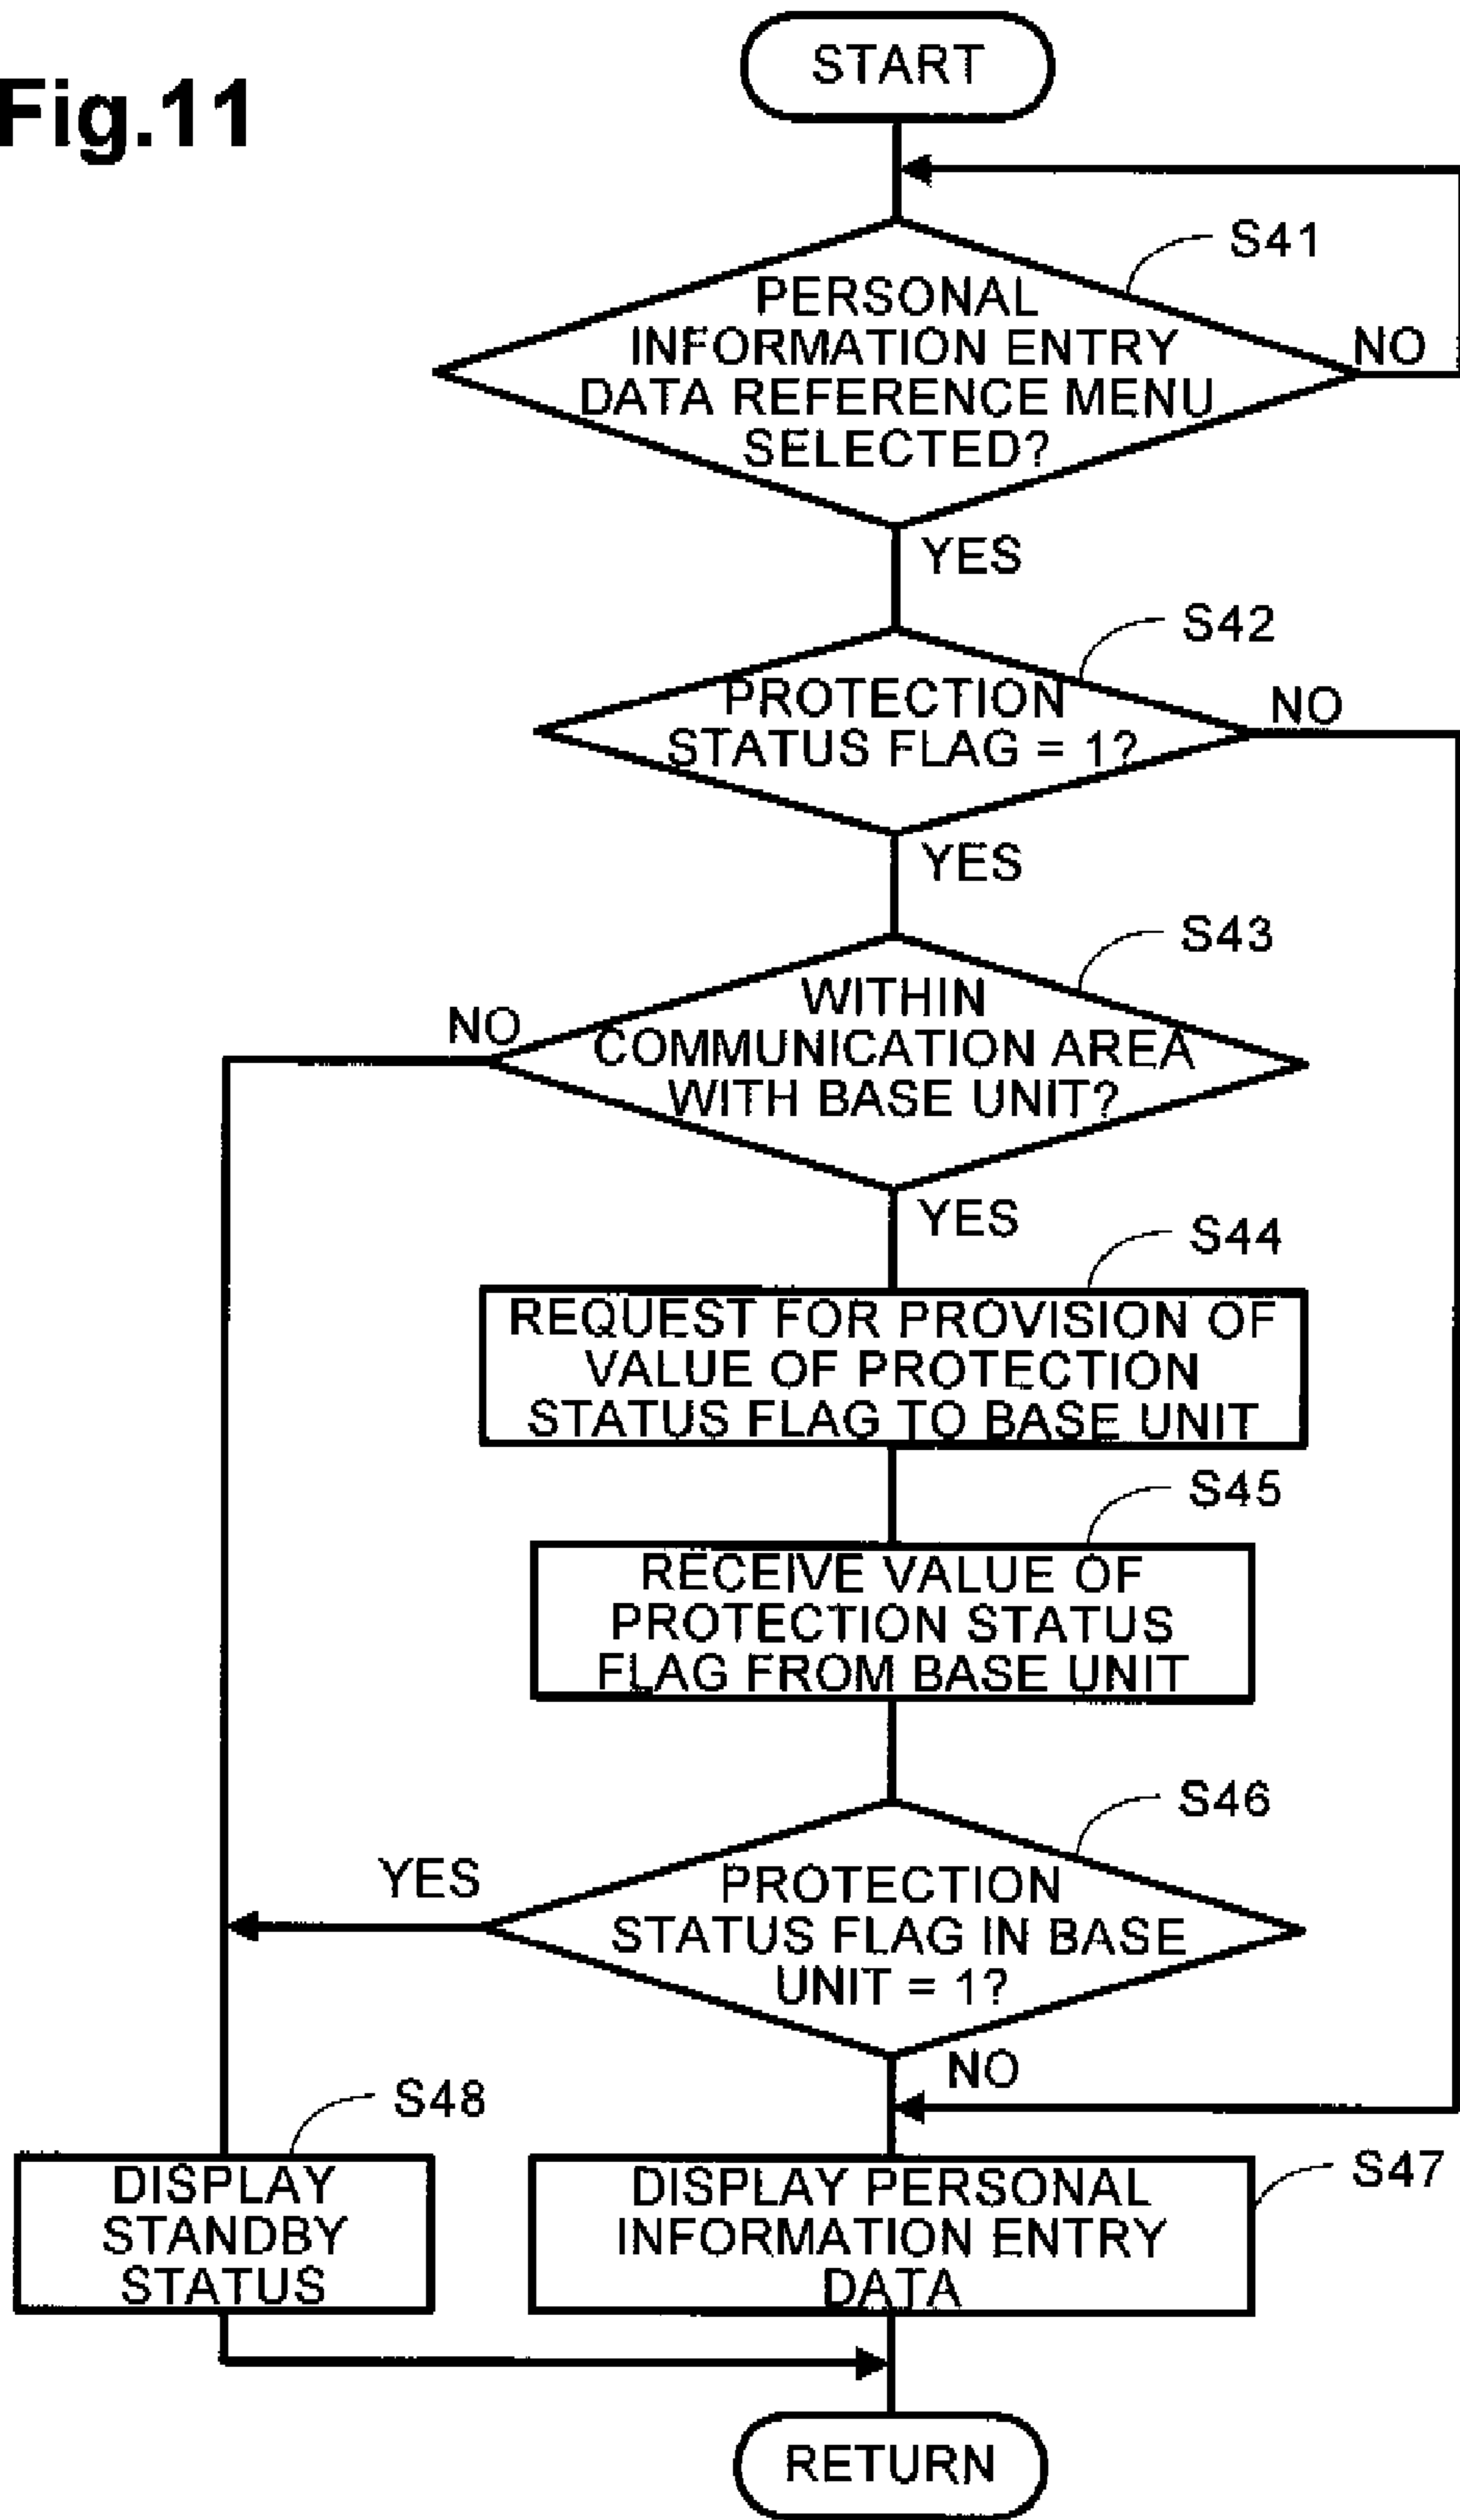 Fig.11
START
S41
PERSONAL
INFORMATION ENTRY
DATA REFERENCE MENU
SELECTED?
NO
YES
S42
PROTECTION
STATUS FLAG = 1?
NO
YES
S43
WITHIN
COMMUNICATION AREA
WITH BASE UNIT?
NO
YES
S44
REQUEST FOR PROVISION OF
VALUE OF PROTECTION
STATUS FLAG TO BASE UNIT
S45
RECEIVE VALUE OF
PROTECTION STATUS
FLAG FROM BASE UNIT
S46
PROTECTION
STATUS FLAG IN BASE
UNIT = 1?
YES
NO
S48
DISPLAY
STANDBY
STATUS
S47
DISPLAY PERSONAL
INFORMATION ENTRY
DATA
RETURN